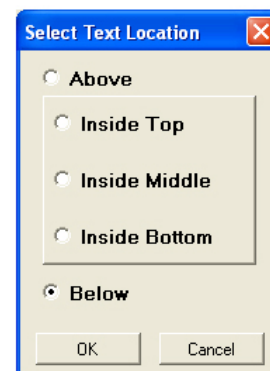 Select Text Location
Above
Inside Top
Inside Middle
Inside Bottom
Below
OK Cancel